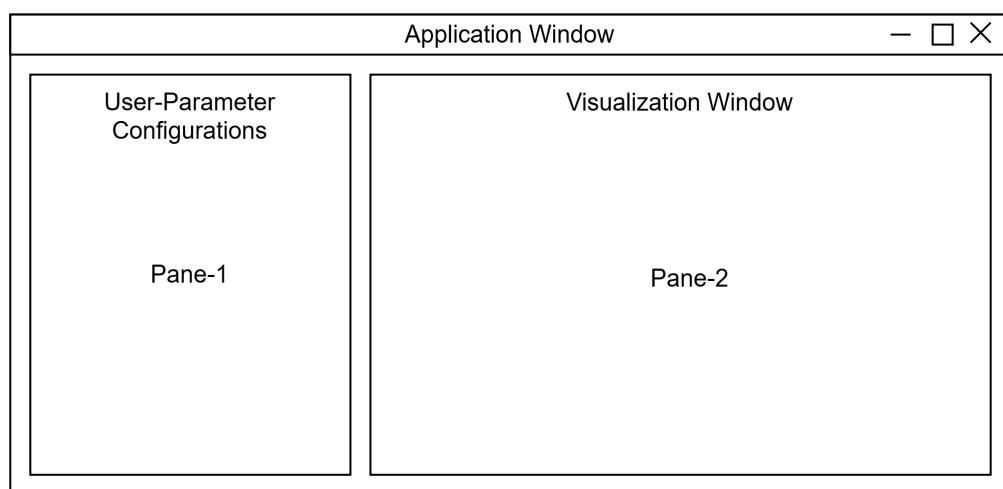 Application Window
User-Parameter
Configurations
Pane-1
Visualization Window
Pane-2